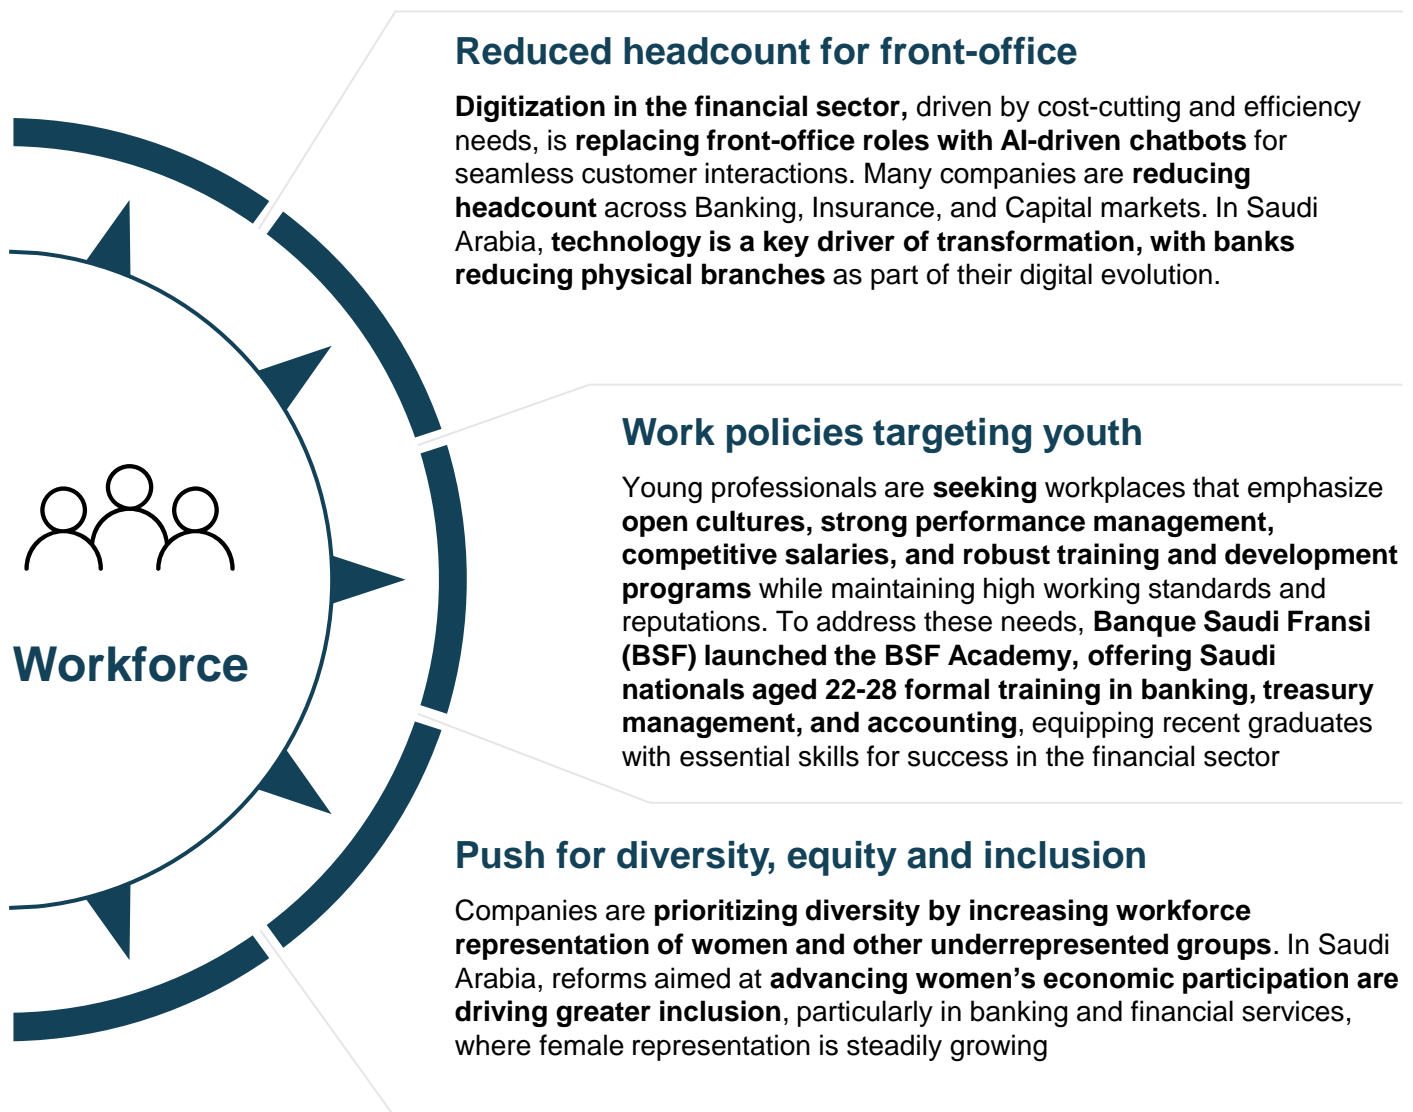 Reduced headcount for front-office
Digitization in the financial sector, driven by cost-cutting and efficiency
needs, is replacing front-office roles with AI-driven chatbots for
seamless customer interactions. Many companies are reducing
headcount across Banking, Insurance, and Capital markets. In Saudi
Arabia, technology is a key driver of transformation, with banks
reducing physical branches as part of their digital evolution.
Work policies targeting youth
Young professionals are seeking workplaces that emphasize
open cultures, strong performance management,
competitive salaries, and robust training and development
programs while maintaining high working standards and
reputations. To address these needs, Banque Saudi Fransi
(BSF) launched the BSF Academy, offering Saudi
nationals aged 22-28 formal training in banking, treasury
management, and accounting, equipping recent graduates
with essential skills for success in the financial sector
Workforce
Push for diversity, equity and inclusion
Companies are prioritizing diversity by increasing workforce
representation of women and other underrepresented groups. In Saudi
Arabia, reforms aimed at advancing women’s economic participation are
driving greater inclusion, particularly in banking and financial services,
where female representation is steadily growing